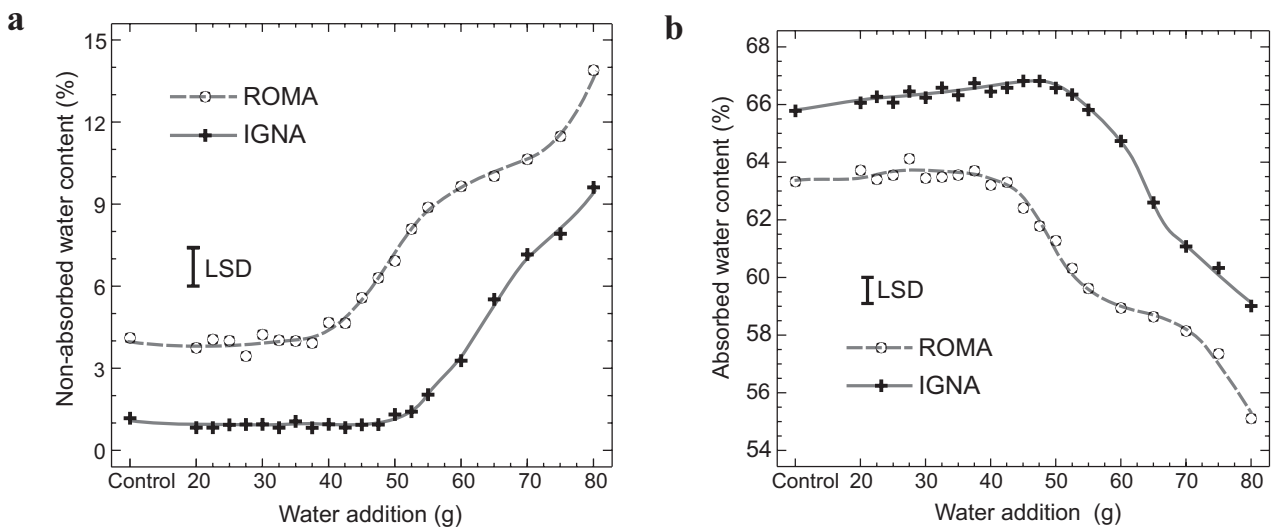 a
Non-absorbed water content (%)
15
12
9
6
3
0
ROMA
IGNA
LSD
Control 20 30 40 50 60 70 80
Water addition (g)
b
Absorbed water content (%)
68
66
64
62
60
58
56
54
LSD
ROMA
IGNA
Control 20 30 40 50 60 70 80
Water addition (g)